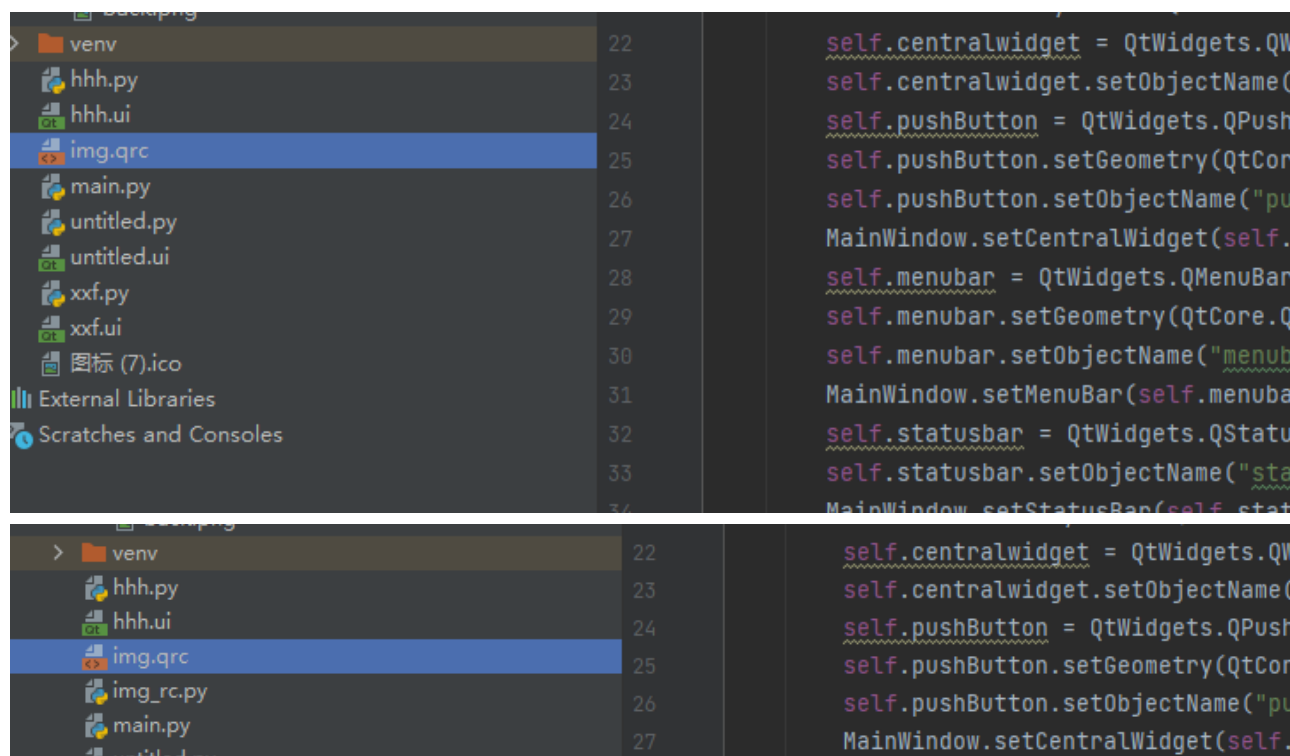 venv
hhh.py
hhh.ui
img.qrc
main.py
untitled.py
untitled.ui
xxf.py
xxf.ui
图标 (7).ico
External Libraries
Scratches and Consoles
22 self.centralwidget = QtWidgets.QW
23 self.centralwidget.setObjectName(
24 self.pushButton = QtWidgets.QPush
25 self.pushButton.setGeometry(QtCor
26 self.pushButton.setObjectName("pu
27 MainWindow.setCentralWidget(self.
28 self.menubar = QtWidgets.QMenuBar
29 self.menubar.setGeometry(QtCore.Q
30 self.menubar.setObjectName("menub
31 MainWindow.setMenuBar(self.menuba
32 self.statusbar = QtWidgets.QStatu
33 self.statusbar.setObjectName("sta
34 MainWindow.setStatusBar(self.stat
venv
hhh.py
hhh.ui
img.qrc
img_rc.py
main.py
22 self.centralwidget = QtWidgets.QW
23 self.centralwidget.setObjectName(
24 self.pushButton = QtWidgets.QPush
25 self.pushButton.setGeometry(QtCor
26 self.pushButton.setObjectName("pu
27 MainWindow.setCentralWidget(self.